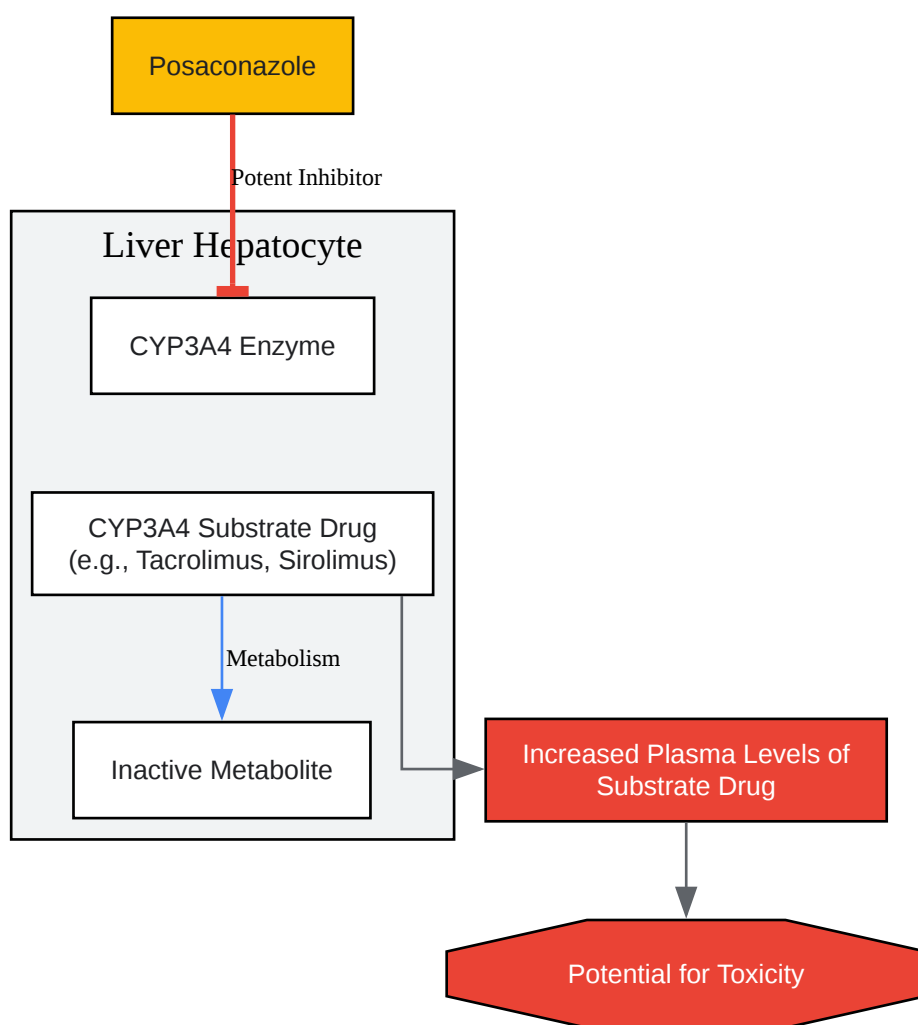 Posaconazole
Potent Inhibitor
Liver Hepatocyte
CYP3A4 Enzyme
CYP3A4 Substrate Drug
(e.g., Tacrolimus, Sirolimus)
Metabolism
Inactive Metabolite
Increased Plasma Levels of
Substrate Drug
Potential for Toxicity